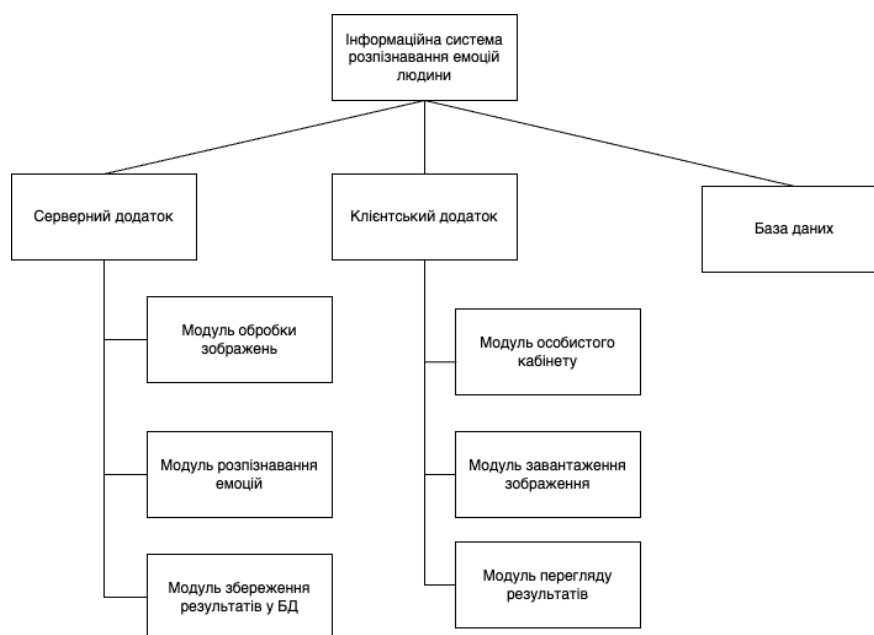 Інформаційна система
розпізнавання емоцій
людини
Серверний додаток
Клієнтський додаток
База даних
Модуль обробки
зображень
Модуль особистого
кабінету
Модуль розпізнавання
емоцій
Модуль завантаження
зображення
Модуль збереження
результатів у БД
Модуль перегляду
результатів